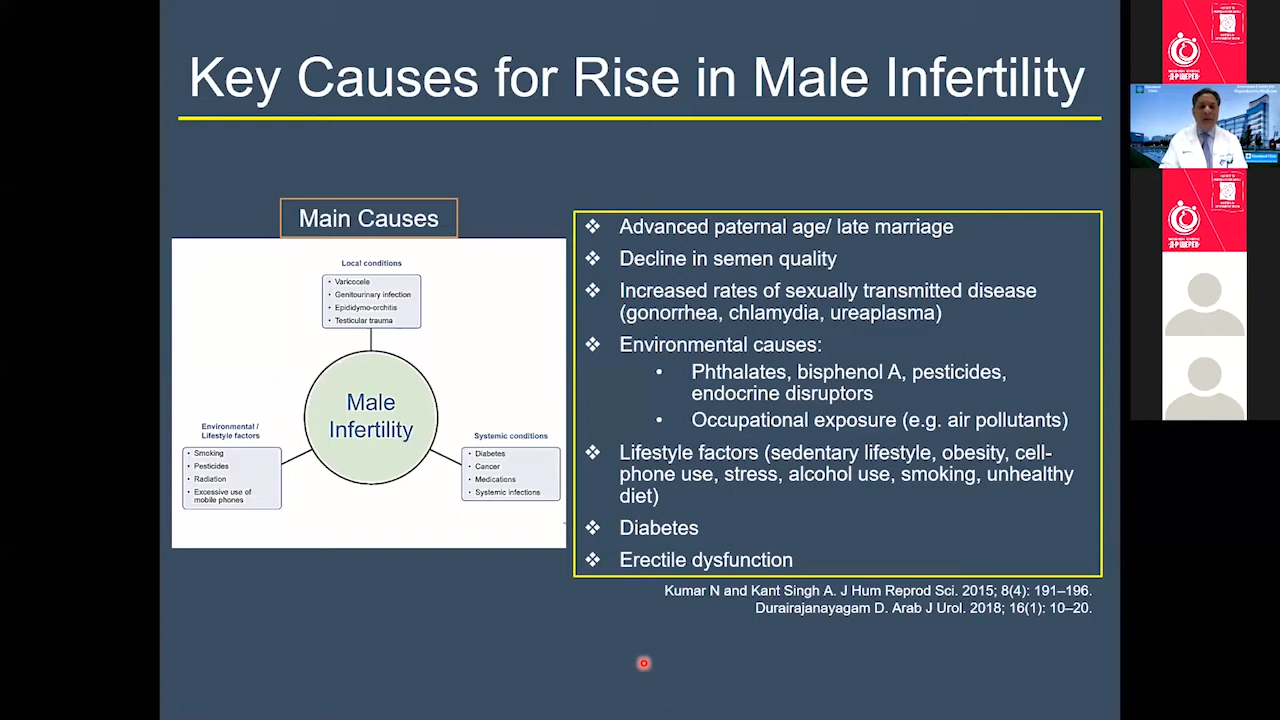 Key Causes for Rise in Male Infertility
Main Causes
Local conditions
• Varicocele
• Genitourinary infection
• Epididymo-orchitis
• Testicular trauma
Male
Infertility
Environmental /
Lifestyle factors
• Smoking
• Pesticides
• Radiation
• Excessive use of
mobile phones
Systemic conditions
• Diabetes
• Cancer
• Medications
• Systemic infections
❖ Advanced paternal age/ late marriage
❖ Decline in semen quality
❖ Increased rates of sexually transmitted disease
(gonorrhea, chlamydia, ureaplasma)
❖ Environmental causes:
• Phthalates, bisphenol A, pesticides,
endocrine disruptors
• Occupational exposure (e.g. air pollutants)
❖ Lifestyle factors (sedentary lifestyle, obesity, cell-
phone use, stress, alcohol use, smoking, unhealthy
diet)
❖ Diabetes
❖ Erectile dysfunction
Kumar N and Kant Singh A. J Hum Reprod Sci. 2015; 8(4): 191–196.
Durairajanayagam D. Arab J Urol. 2018; 16(1): 10–20.
Д-Р ЩЕРЕВ
Cleveland Clinic
Д-Р ЩЕРЕВ